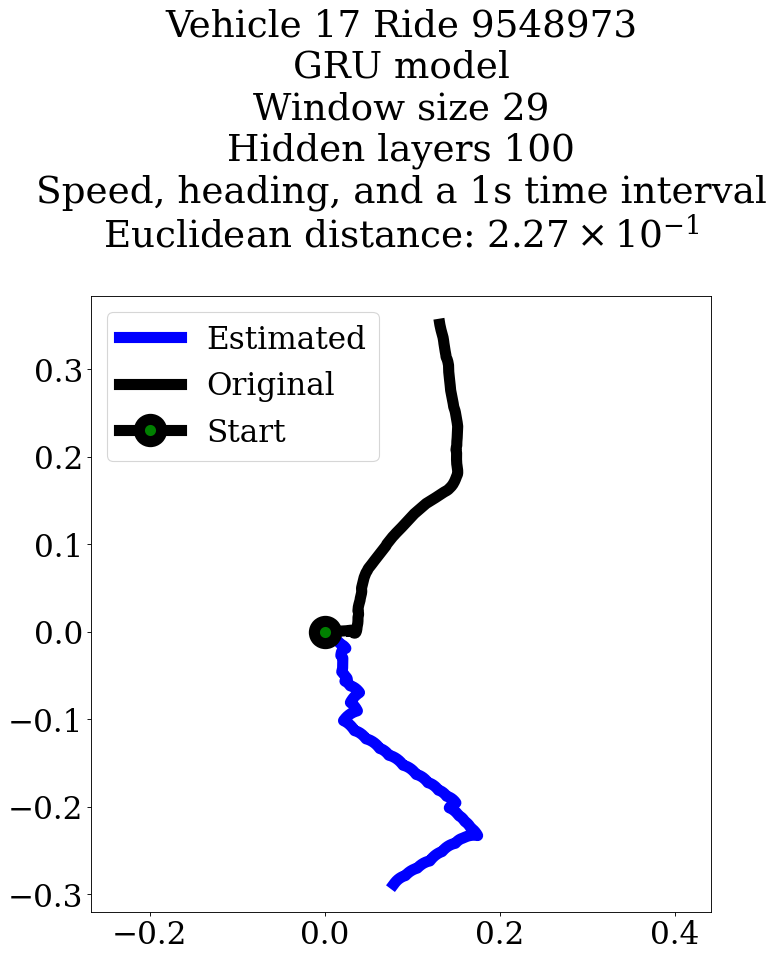 Vehicle 17 Ride 9548973
GRU model
Window size 29
Hidden layers 100
Speed, heading, and a 1s time interval
Euclidean distance: 2.27 × 10⁻¹
Estimated
Original
Start
0.3
0.2
0.1
0.0
−0.1
−0.2
−0.3
−0.2 0.0 0.2 0.4